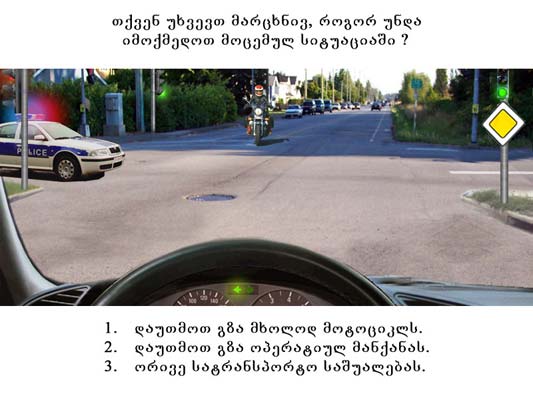 თქვენ უხვევთ მარცხნივ, როგორ უნდა
იმოქმედოთ მოცემულ სიტუაციაში ?
POLICE
1. დაუთმოთ გზა მხოლოდ მოტოციკლს.
2. დაუთმოთ გზა ოპერატიულ მანქანას.
3. ორივე სატრანსპორტო საშუალებას.